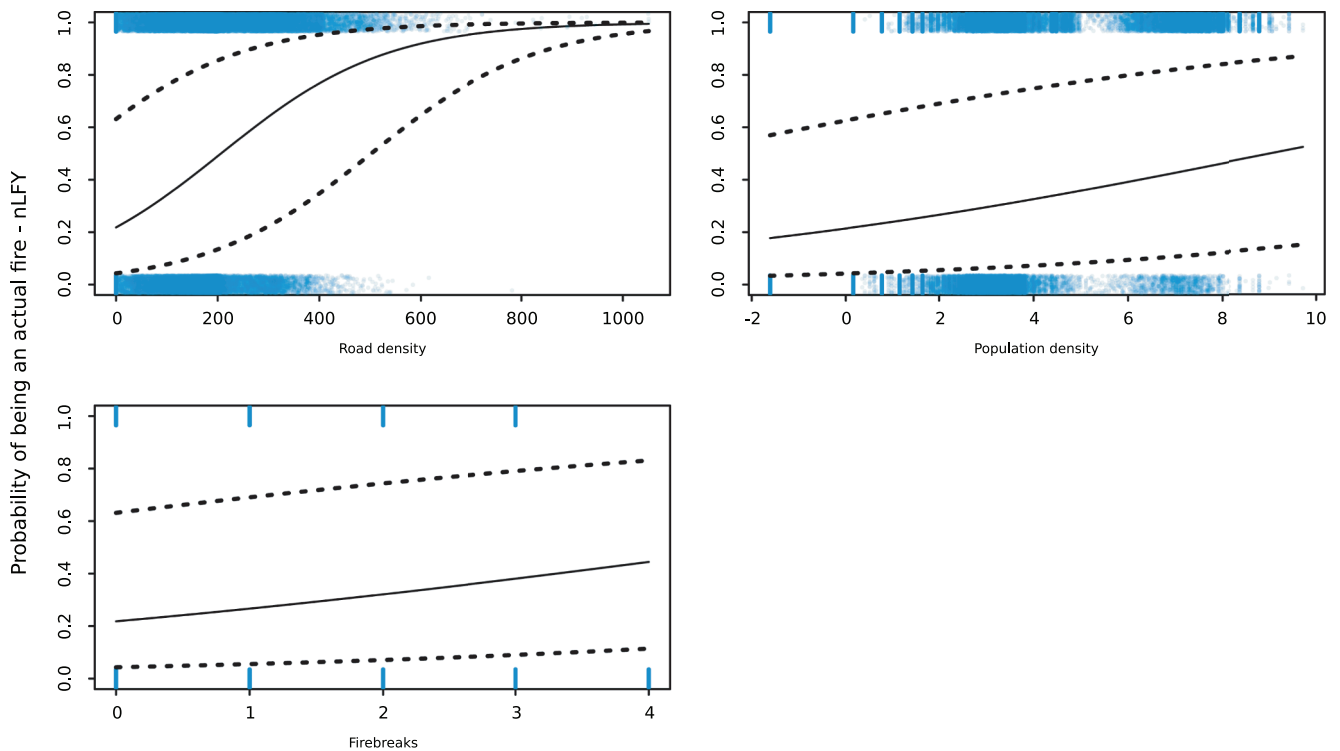 Probability of being an actual fire - nLFY
1.0
0.8
0.6
0.4
0.2
0.0
0 200 400 600 800 1000
Road density
1.0
0.8
0.6
0.4
0.2
0.0
-2 0 2 4 6 8 10
Population density
1.0
0.8
0.6
0.4
0.2
0.0
0 1 2 3 4
Firebreaks